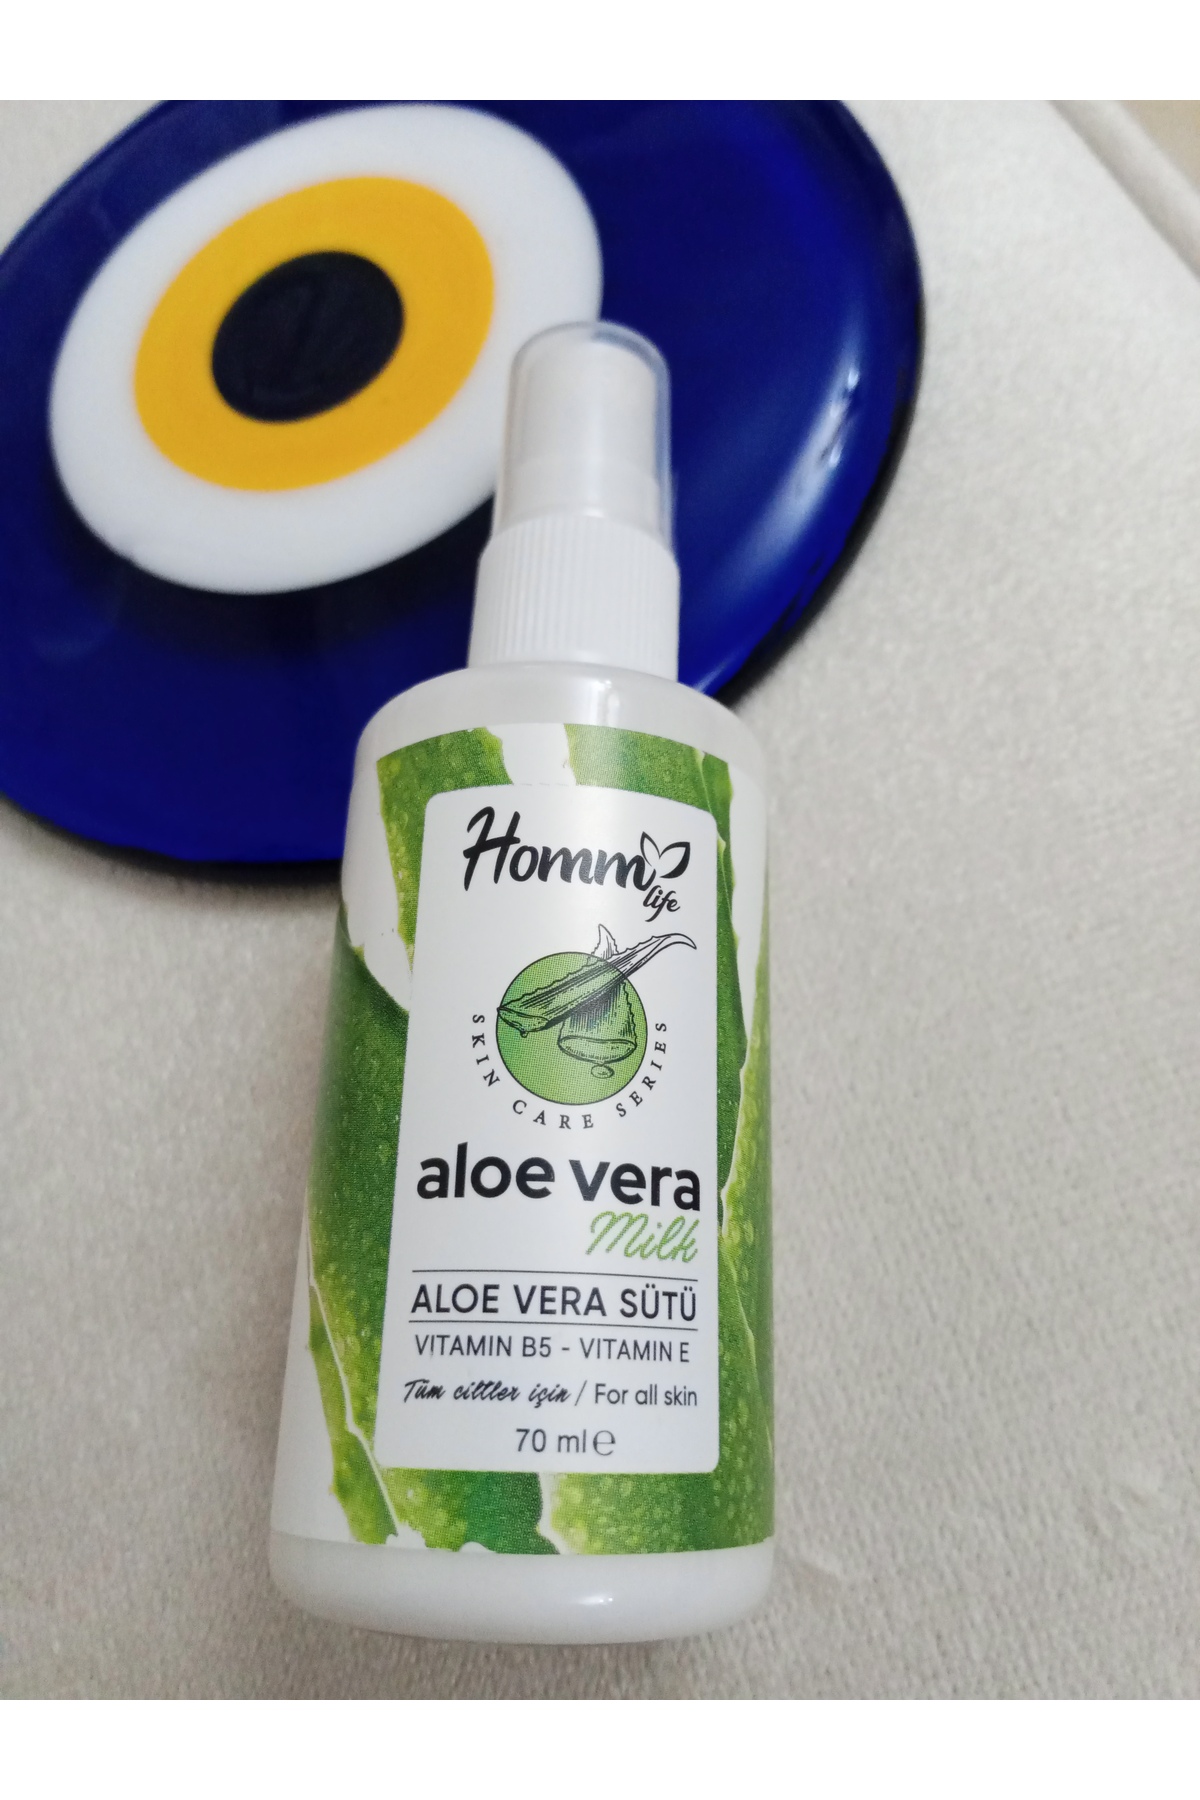 Homm
life
SKIN CARE SERIES
aloe vera
Milk
ALOE VERA SÜTÜ
VITAMIN B5 - VITAMIN E
Tüm ciltler için / For all skin
70 ml ℮